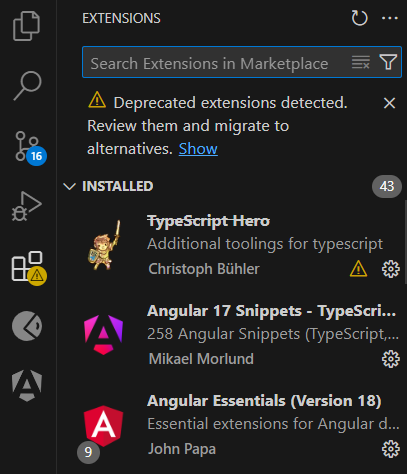 EXTENSIONS
Search Extensions in Marketplace
Deprecated extensions detected.
Review them and migrate to
alternatives. Show
16
INSTALLED
43
TypeScript Hero
Additional toolings for typescript
Christoph Bühler
Angular 17 Snippets - TypeScri...
258 Angular Snippets (TypeScript,...
Mikael Morlund
Angular Essentials (Version 18)
Essential extensions for Angular d...
9
John Papa